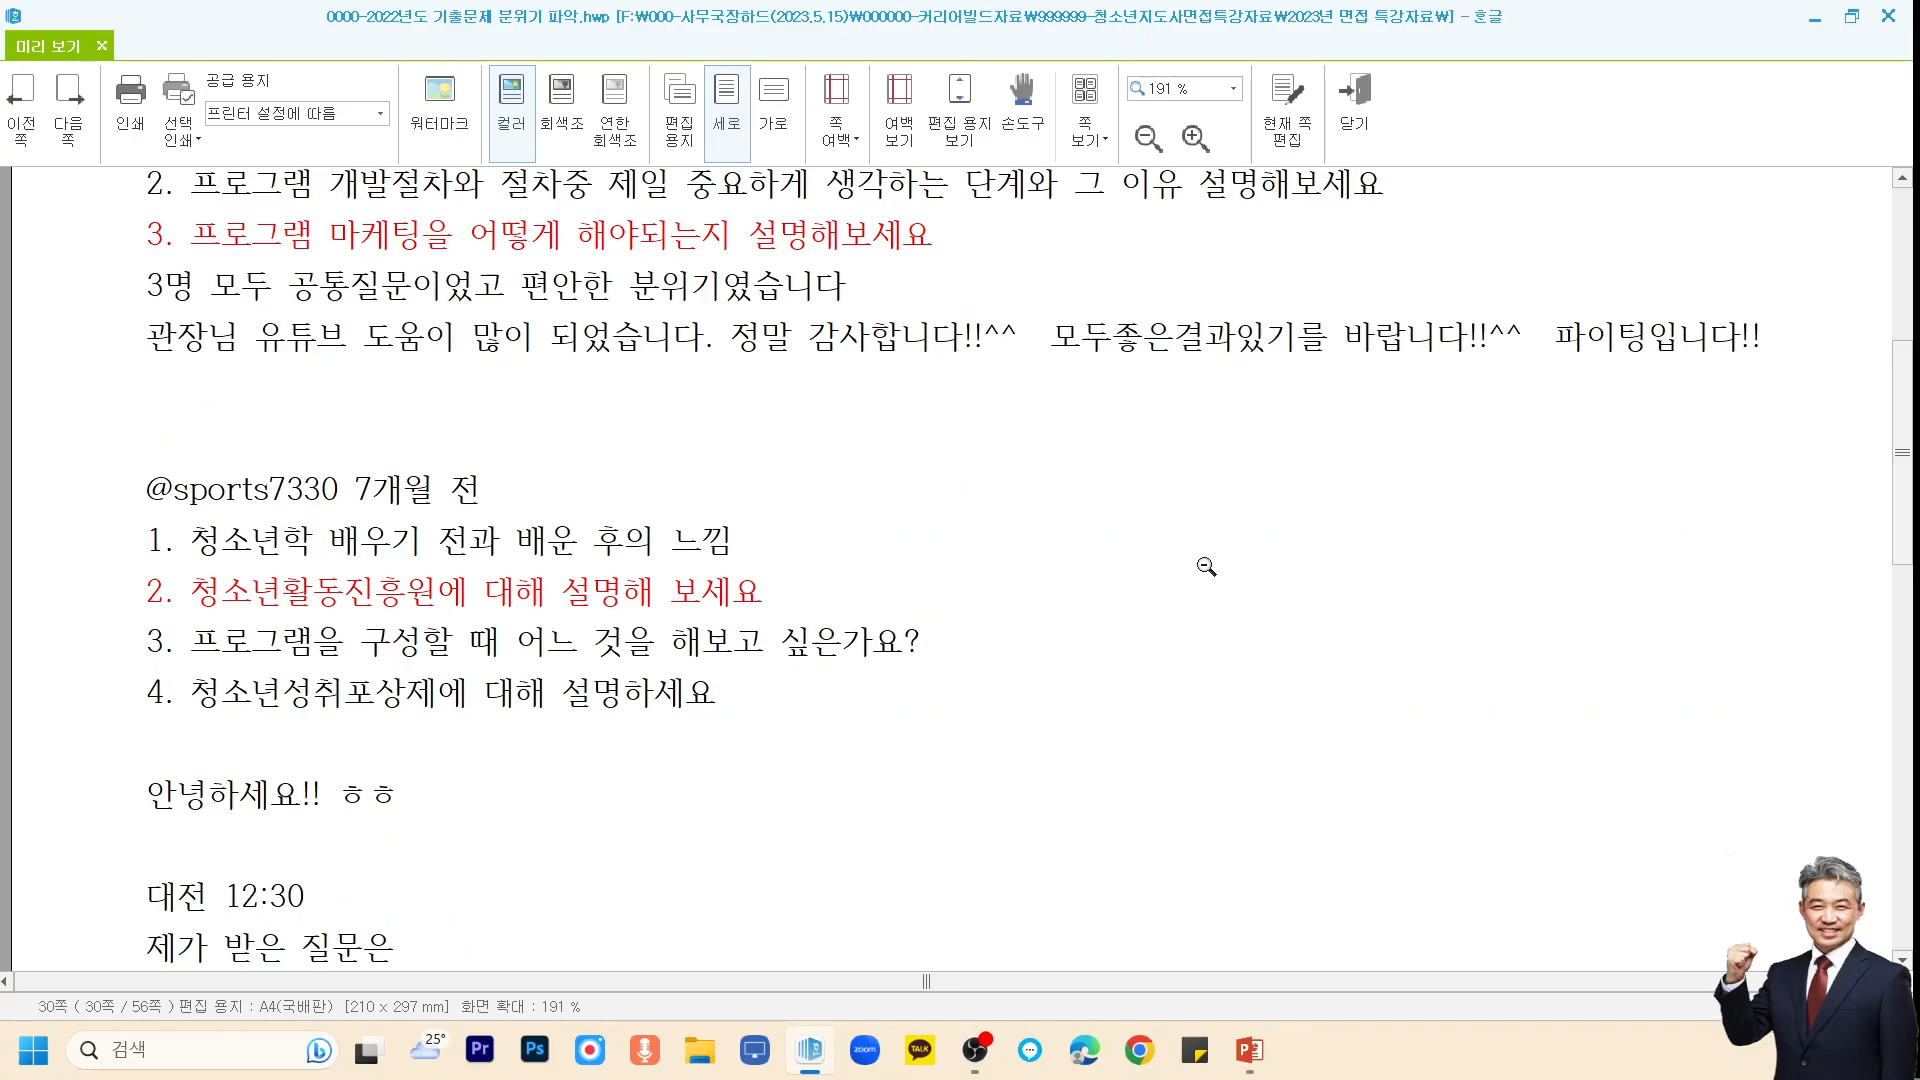 0000-2022년도 기출문제 분위기 파악.hwp [F:₩000-사무국장하드(2023.5.15)₩000000-커리어빌드자료₩999999-청소년지도사면접특강자료₩2023년 면접 특강자료₩] - 한글
미리 보기 ×
이전 쪽
다음 쪽
인쇄
선택 인쇄
공급 용지
프린터 설정에 따름
워터마크
컬러
회색조
연한 회색조
편집 용지
세로
가로
쪽 여백
여백 보기
편집 용지 보기
손도구
쪽 보기
191 %
현재 쪽 편집
닫기
2. 프로그램 개발절차와 절차중 제일 중요하게 생각하는 단계와 그 이유 설명해보세요
3. 프로그램 마케팅을 어떻게 해야되는지 설명해보세요
3명 모두 공통질문이었고 편안한 분위기였습니다
관장님 유튜브 도움이 많이 되었습니다. 정말 감사합니다!!^^ 모두좋은결과있기를 바랍니다!!^^ 파이팅입니다!!
@sports7330 7개월 전
1. 청소년학 배우기 전과 배운 후의 느낌
2. 청소년활동진흥원에 대해 설명해 보세요
3. 프로그램을 구성할 때 어느 것을 해보고 싶은가요?
4. 청소년성취포상제에 대해 설명하세요
안녕하세요!! ㅎㅎ
대전 12:30
제가 받은 질문은
30쪽 ( 30쪽 / 56쪽 ) 편집 용지 : A4(국배판) [210 x 297 mm] 화면 확대 : 191 %
검색
25°
Pr
Ps
zoom
TALK
P